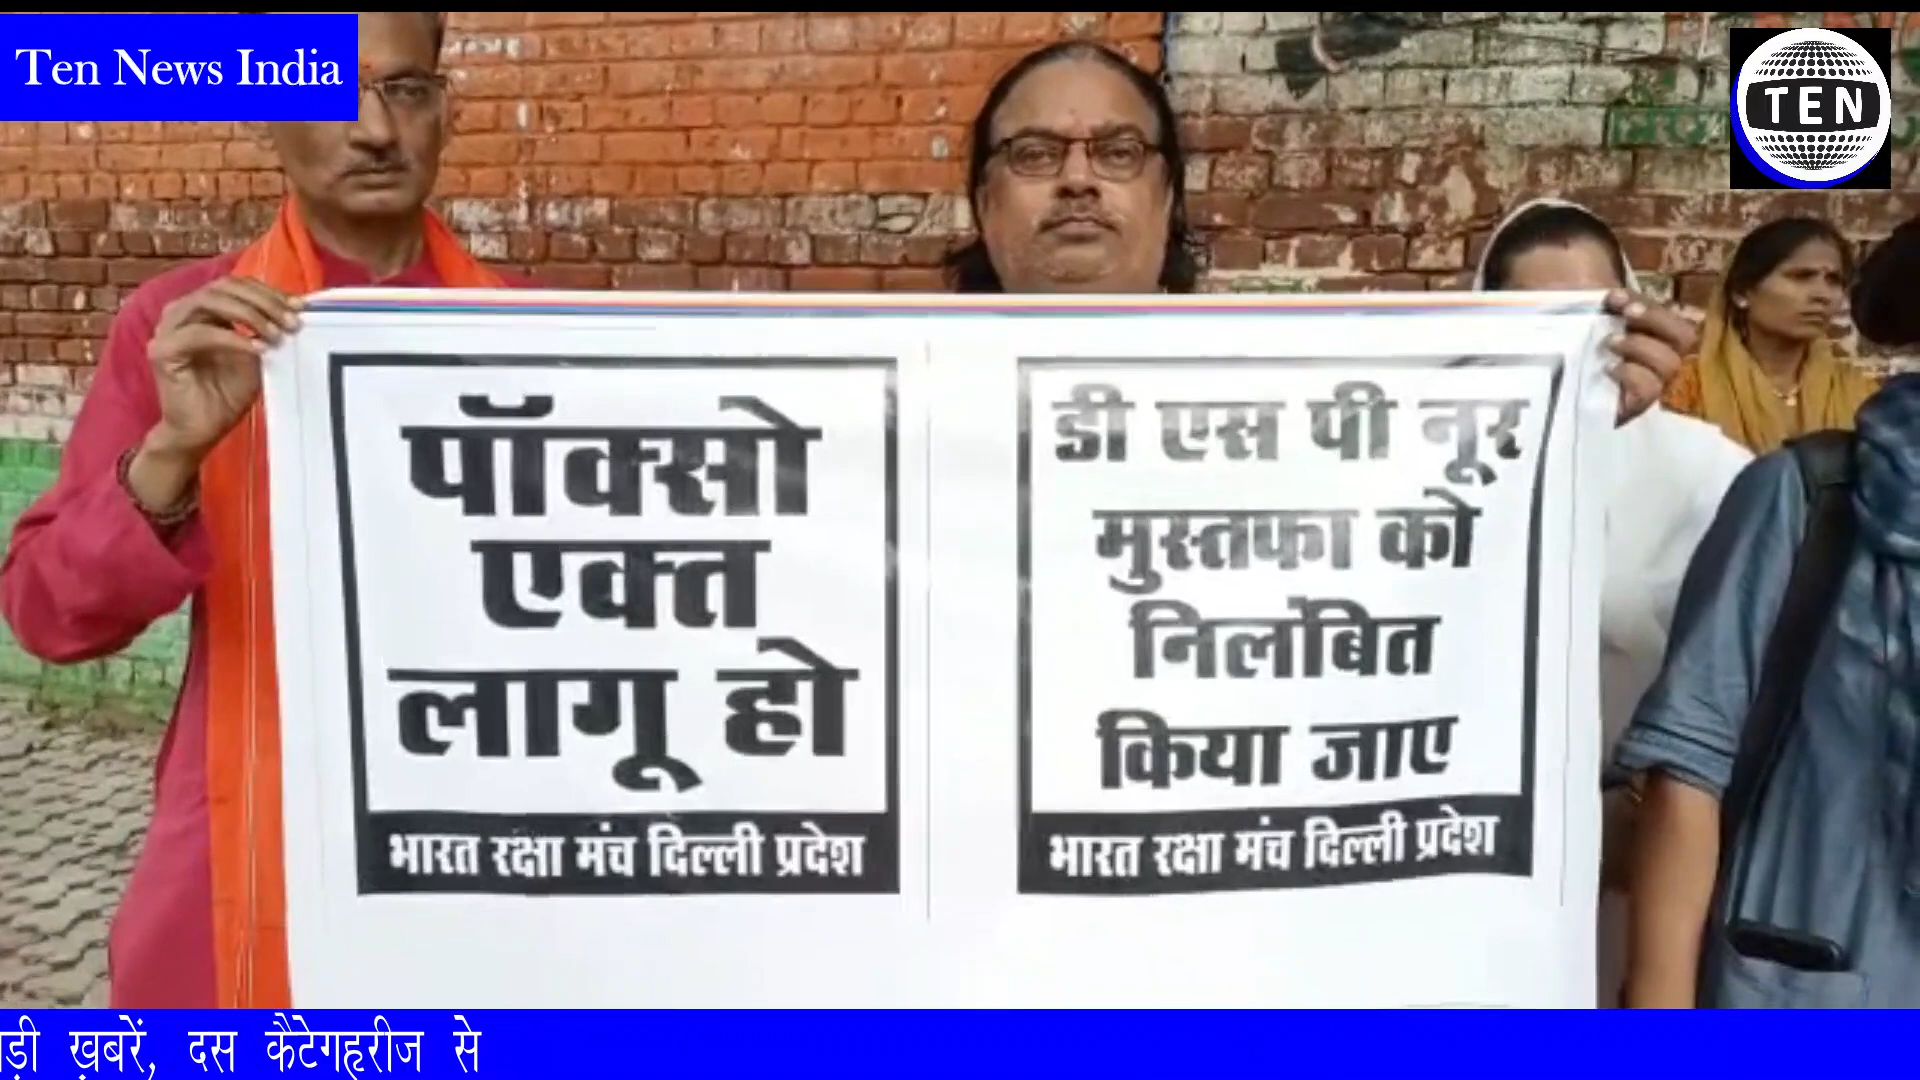 Ten News India
TEN
पॉक्सो
एक्त
लागू हो
भारत रक्षा मंच दिल्ली प्रदेश
डी एस पी नूर
मुस्तफा को
निलंबित
किया जाए
भारत रक्षा मंच दिल्ली प्रदेश
ख़बरें, दस कैटेगहरीज से